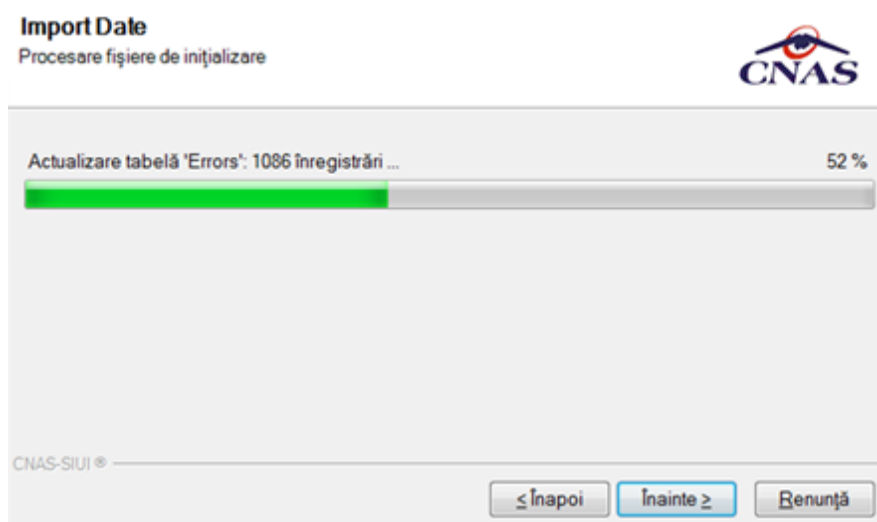 Import Date
Procesare fişiere de iniţializare
CNAS
Actualizare tabelă 'Errors': 1086 înregistrări ... 52 %
CNAS-SIUI ®
≤ Înapoi Înainte ≥ Renunţă